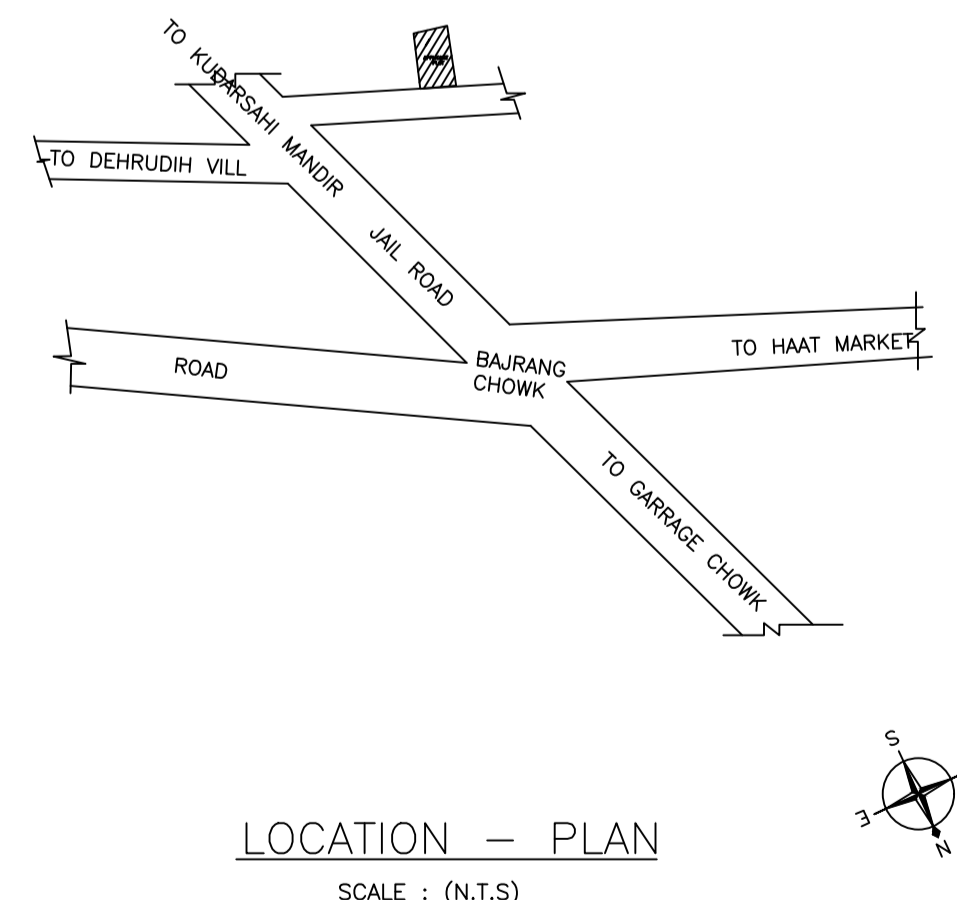 TO KUDARSAHI MANDIR
TO DEHRUDIH VILL
JAIL ROAD
ROAD
BAJRANG
CHOWK
TO HAAT MARKET
TO GARRAGE CHOWK
S
E
N
LOCATION - PLAN
SCALE : (N.T.S)